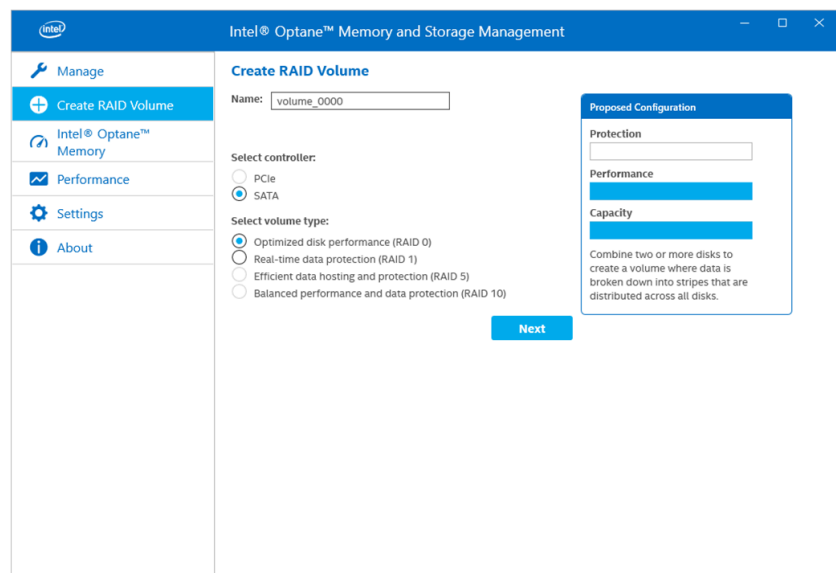 intel
Intel® Optane™ Memory and Storage Management
Manage
Create RAID Volume
Intel® Optane™
Memory
Performance
Settings
About
Create RAID Volume
Name:
volume_0000
Select controller:
PCIe
SATA
Select volume type:
Optimized disk performance (RAID 0)
Real-time data protection (RAID 1)
Efficient data hosting and protection (RAID 5)
Balanced performance and data protection (RAID 10)
Next
Proposed Configuration
Protection
Performance
Capacity
Combine two or more disks to
create a volume where data is
broken down into stripes that are
distributed across all disks.